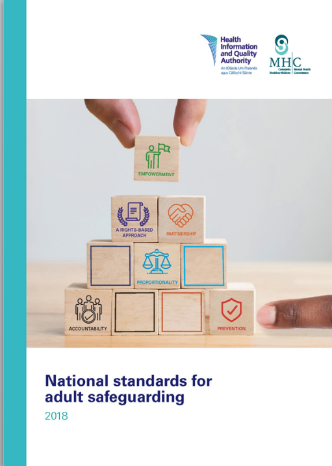 Health
Information
and Quality
Authority
MHC
EMPOWERMENT
A RIGHTS-BASED
APPROACH
PARTNERSHIP
PROPORTIONALITY
ACCOUNTABILITY
PREVENTION
National standards for
adult safeguarding
2018